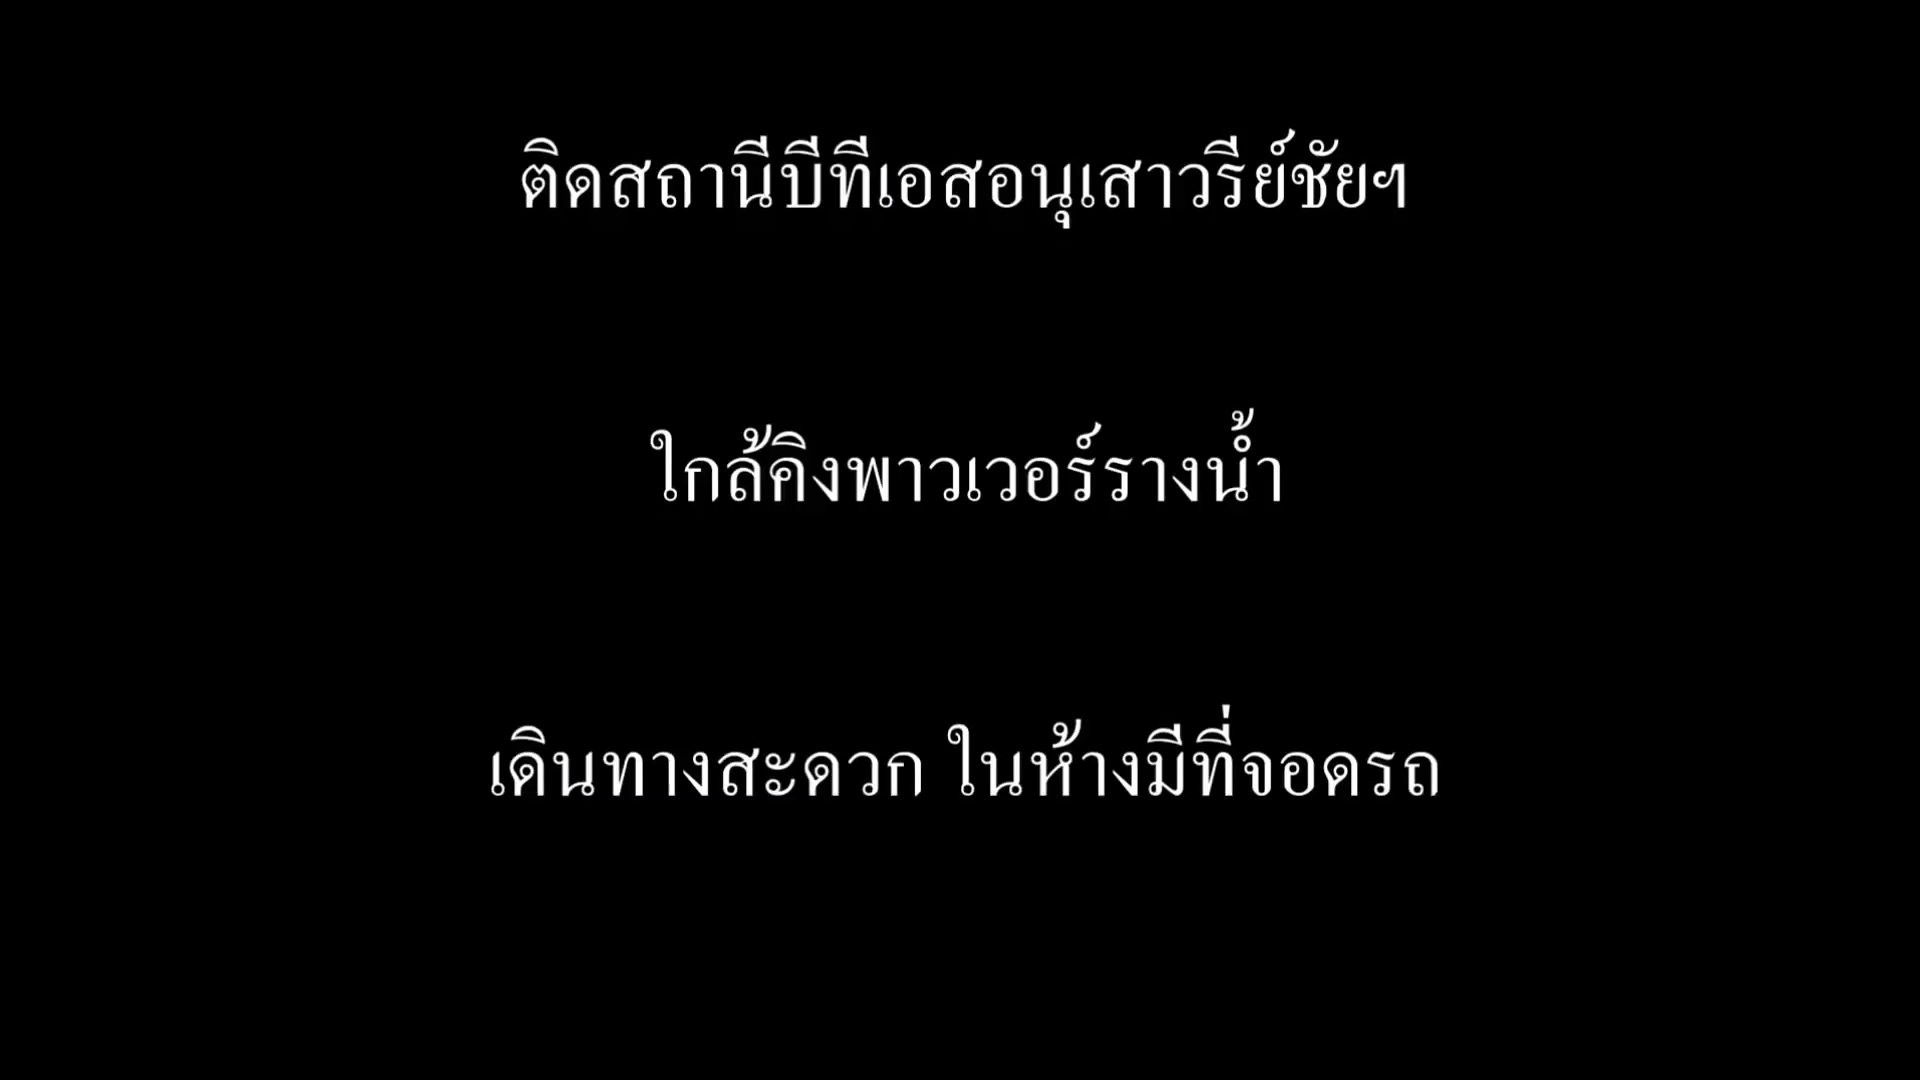 ติดสถานีบีทีเอสอนุเสาวรีย์ชัยฯ
ใกล้คิงพาวเวอร์รางน้ำ
เดินทางสะดวก ในห้างมีที่จอดรถ